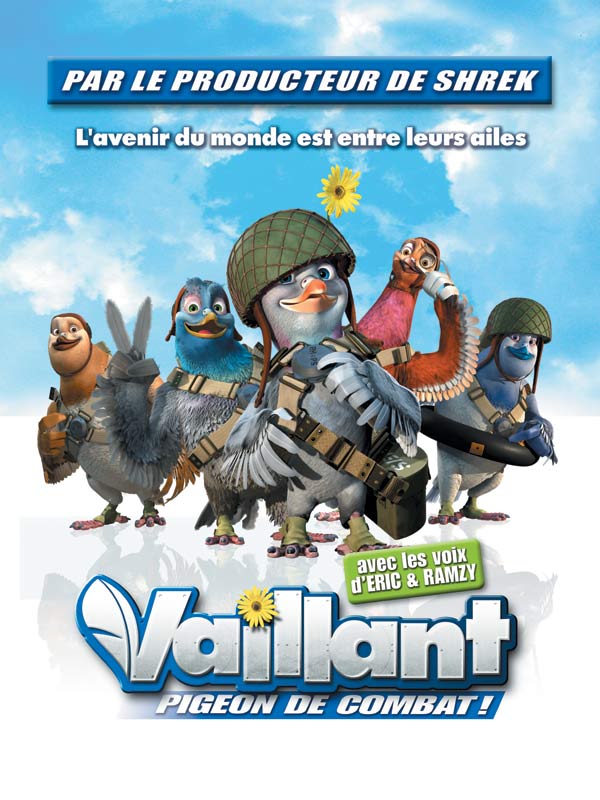 PAR LE PRODUCTEUR DE SHREK
L'avenir du monde est entre leurs ailes
avec les voix
d'ERIC & RAMZY
Vaillant
PIGEON DE COMBAT !